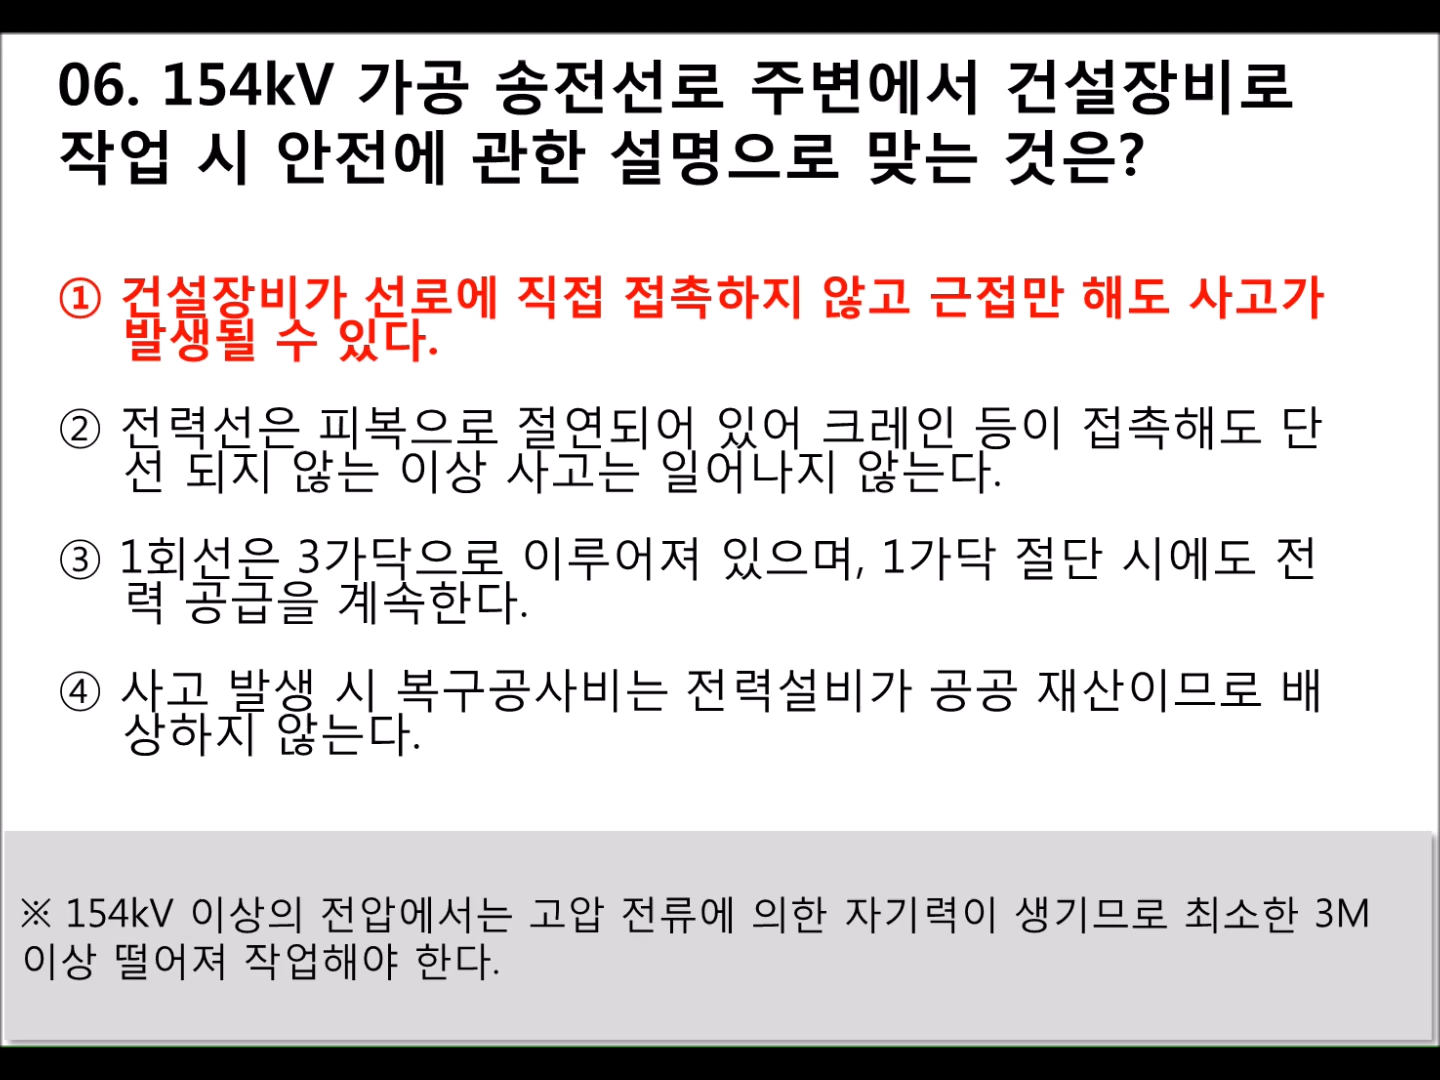 06. 154kV 가공 송전선로 주변에서 건설장비로
작업 시 안전에 관한 설명으로 맞는 것은?
① 건설장비가 선로에 직접 접촉하지 않고 근접만 해도 사고가
발생될 수 있다.
② 전력선은 피복으로 절연되어 있어 크레인 등이 접촉해도 단
선 되지 않는 이상 사고는 일어나지 않는다.
③ 1회선은 3가닥으로 이루어져 있으며, 1가닥 절단 시에도 전
력 공급을 계속한다.
④ 사고 발생 시 복구공사비는 전력설비가 공공 재산이므로 배
상하지 않는다.
※ 154kV 이상의 전압에서는 고압 전류에 의한 자기력이 생기므로 최소한 3M
이상 떨어져 작업해야 한다.